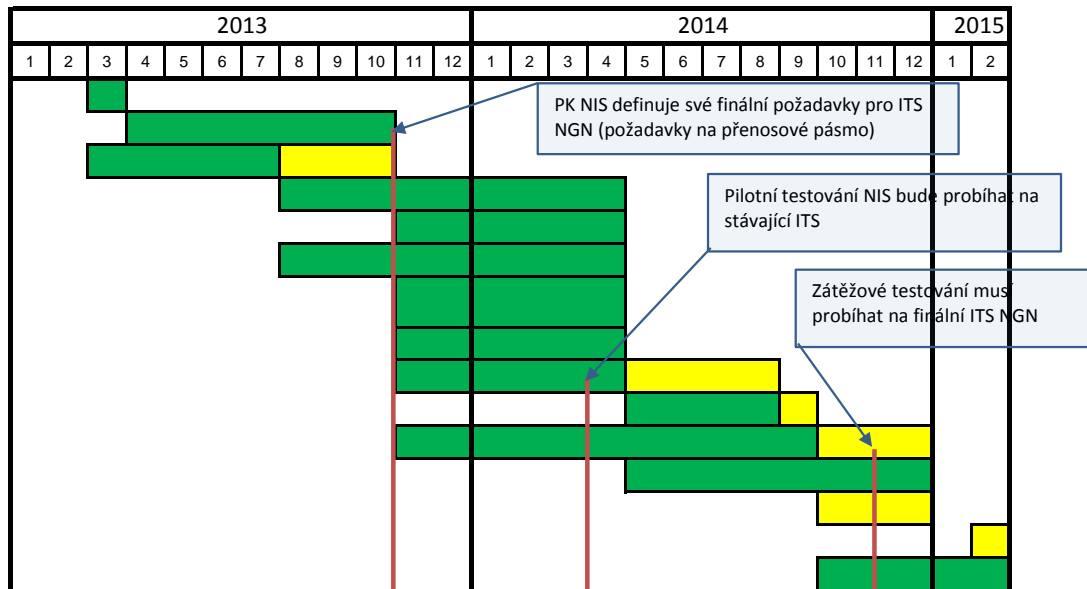 2013 2014 2015
1 2 3 4 5 6 7 8 9 10 11 12 1 2 3 4 5 6 7 8 9 10 11 12 1 2
PK NIS definuje své finální požadavky pro ITS
NGN (požadavky na přenosové pásmo)
Pilotní testování NIS bude probíhat na
stávající ITS
Zátěžové testování musí
probíhat na finální ITS NGN